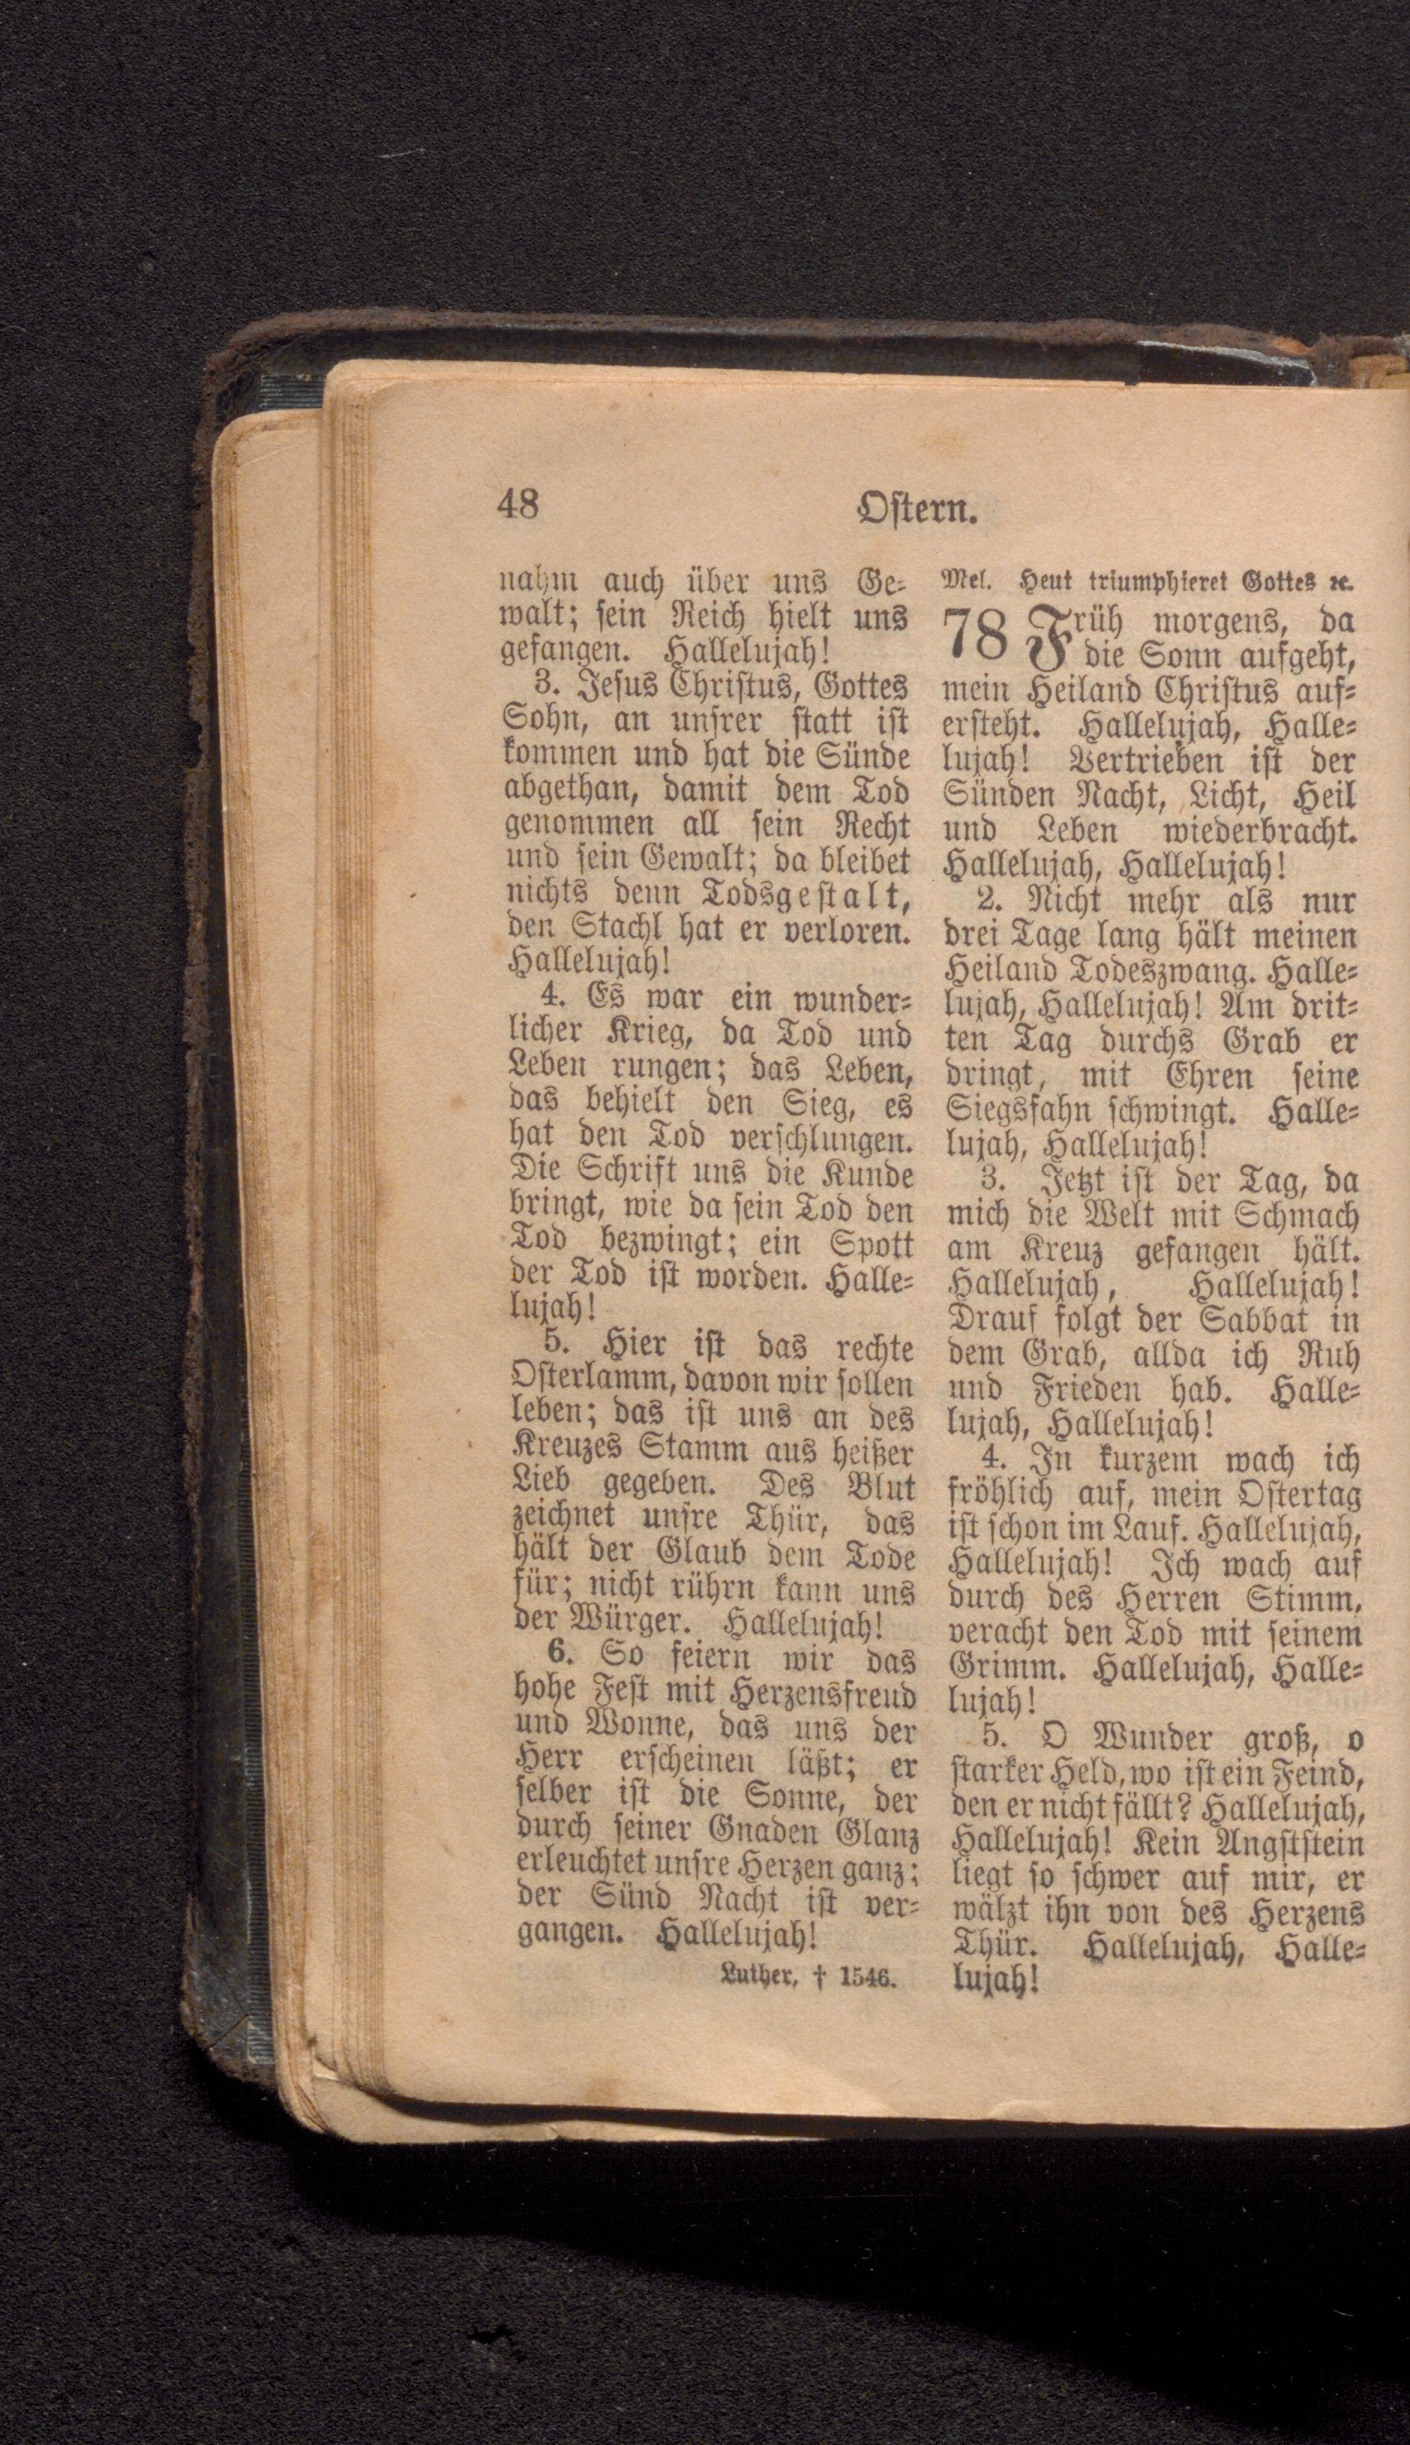 48
Ostern.
nahm auch über uns Ge-
walt; sein Reich hielt uns
gefangen. Hallelujah!
3. Jesus Christus, Gottes
Sohn, an unsrer statt ist
kommen und hat die Sünde
abgethan, damit dem Tod
genommen all sein Recht
und sein Gewalt; da bleibet
nichts denn Todsgestalt,
den Stachl hat er verloren.
Hallelujah!
4. Es war ein wunder-
licher Krieg, da Tod und
Leben rungen; das Leben,
das behielt den Sieg, es
hat den Tod verschlungen.
Die Schrift uns die Kunde
bringt, wie da sein Tod den
Tod bezwingt; ein Spott
der Tod ist worden. Halle-
lujah!
5. Hier ist das rechte
Osterlamm, davon wir sollen
leben; das ist uns an des
Kreuzes Stamm aus heißer
Lieb gegeben. Des Blut
zeichnet unsre Thür, das
hält der Glaub dem Tode
für; nicht rührn kann uns
der Würger. Hallelujah!
6. So feiern wir das
hohe Fest mit Herzensfreud
und Wonne, das uns der
Herr erscheinen läßt; er
selber ist die Sonne, der
durch seiner Gnaden Glanz
erleuchtet unsre Herzen ganz;
der Sünd Nacht ist ver-
gangen. Hallelujah!
Luther, † 1546.
Mel. Heut triumphieret Gottes ꝛc.
78 Früh morgens, da
die Sonn aufgeht,
mein Heiland Christus auf-
ersteht. Hallelujah, Halle-
lujah! Vertrieben ist der
Sünden Nacht, Licht, Heil
und Leben wiederbracht.
Hallelujah, Hallelujah!
2. Nicht mehr als nur
drei Tage lang hält meinen
Heiland Todeszwang. Halle-
lujah, Hallelujah! Am drit-
ten Tag durchs Grab er
dringt, mit Ehren seine
Siegsfahn schwingt. Halle-
lujah, Hallelujah!
3. Jetzt ist der Tag, da
mich die Welt mit Schmach
am Kreuz gefangen hält.
Hallelujah, Hallelujah!
Drauf folgt der Sabbat in
dem Grab, allda ich Ruh
und Frieden hab. Halle-
lujah, Hallelujah!
4. In kurzem wach ich
fröhlich auf, mein Ostertag
ist schon im Lauf. Hallelujah,
Hallelujah! Ich wach auf
durch des Herren Stimm,
veracht den Tod mit seinem
Grimm. Hallelujah, Halle-
lujah!
5. O Wunder groß, o
starker Held, wo ist ein Feind,
den er nicht fällt? Hallelujah,
Hallelujah! Kein Angststein
liegt so schwer auf mir, er
wälzt ihn von des Herzens
Thür. Hallelujah, Halle-
lujah!